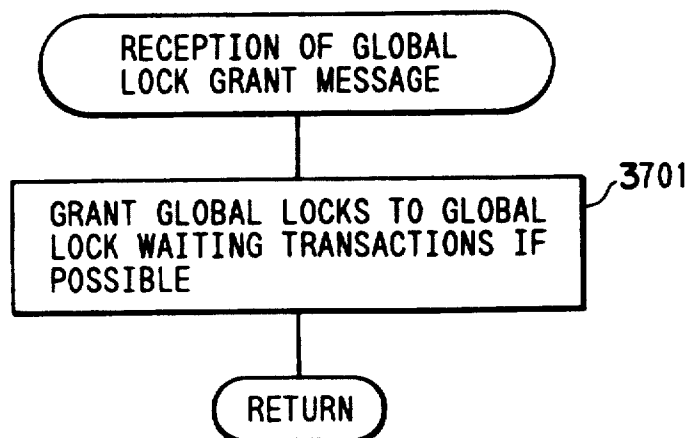 RECEPTION OF GLOBAL
LOCK GRANT MESSAGE
3701
GRANT GLOBAL LOCKS TO GLOBAL
LOCK WAITING TRANSACTIONS IF
POSSIBLE
RETURN